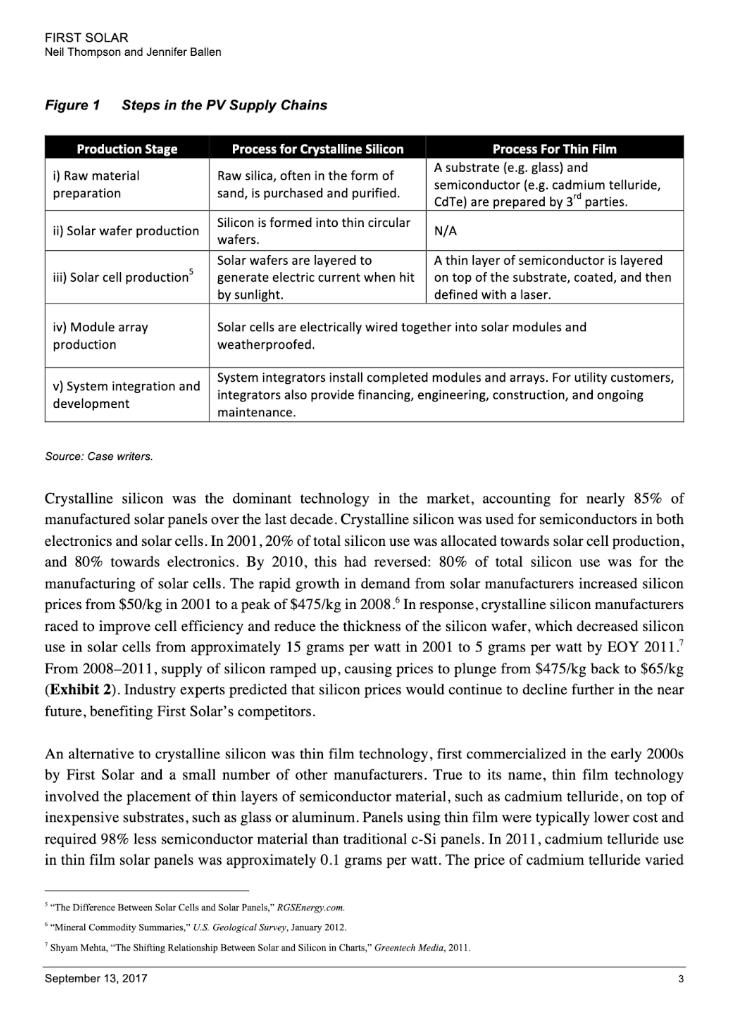 FIRST SOLAR
Neil Thompson and Jennifer Ballen
Figure 1 Steps in the PV Supply Chains
Production Stage Process for Crystalline Silicon Process For Thin Film
i) Raw material
preparation
Raw silica, often in the form of
sand, is purchased and purified.
A substrate (e.g. glass) and
semiconductor (e.g. cadmium telluride,
CdTe) are prepared by 3rd parties.
ii) Solar wafer production
Silicon is formed into thin circular
wafers.
N/A
iii) Solar cell production5
Solar wafers are layered to
generate electric current when hit
by sunlight.
A thin layer of semiconductor is layered
on top of the substrate, coated, and then
defined with a laser.
iv) Module array
production
Solar cells are electrically wired together into solar modules and
weatherproofed.
v) System integration and
development
System integrators install completed modules and arrays. For utility customers,
integrators also provide financing, engineering, construction, and ongoing
maintenance.
Source: Case writers.
Crystalline silicon was the dominant technology in the market, accounting for nearly 85% of
manufactured solar panels over the last decade. Crystalline silicon was used for semiconductors in both
electronics and solar cells. In 2001, 20% of total silicon use was allocated towards solar cell production,
and 80% towards electronics. By 2010, this had reversed: 80% of total silicon use was for the
manufacturing of solar cells. The rapid growth in demand from solar manufacturers increased silicon
prices from $50/kg in 2001 to a peak of $475/kg in 2008.6 In response, crystalline silicon manufacturers
raced to improve cell efficiency and reduce the thickness of the silicon wafer, which decreased silicon
use in solar cells from approximately 15 grams per watt in 2001 to 5 grams per watt by EOY 2011.7
From 2008–2011, supply of silicon ramped up, causing prices to plunge from $475/kg back to $65/kg
(Exhibit 2). Industry experts predicted that silicon prices would continue to decline further in the near
future, benefiting First Solar's competitors.
An alternative to crystalline silicon was thin film technology, first commercialized in the early 2000s
by First Solar and a small number of other manufacturers. True to its name, thin film technology
involved the placement of thin layers of semiconductor material, such as cadmium telluride, on top of
inexpensive substrates, such as glass or aluminum. Panels using thin film were typically lower cost and
required 98% less semiconductor material than traditional c-Si panels. In 2011, cadmium telluride use
in thin film solar panels was approximately 0.1 grams per watt. The price of cadmium telluride varied
5 "The Difference Between Solar Cells and Solar Panels," RGSEnergy.com.
6 "Mineral Commodity Summaries," U.S. Geological Survey, January 2012.
7 Shyam Mehta, "The Shifting Relationship Between Solar and Silicon in Charts," Greentech Media, 2011.
September 13, 2017 3